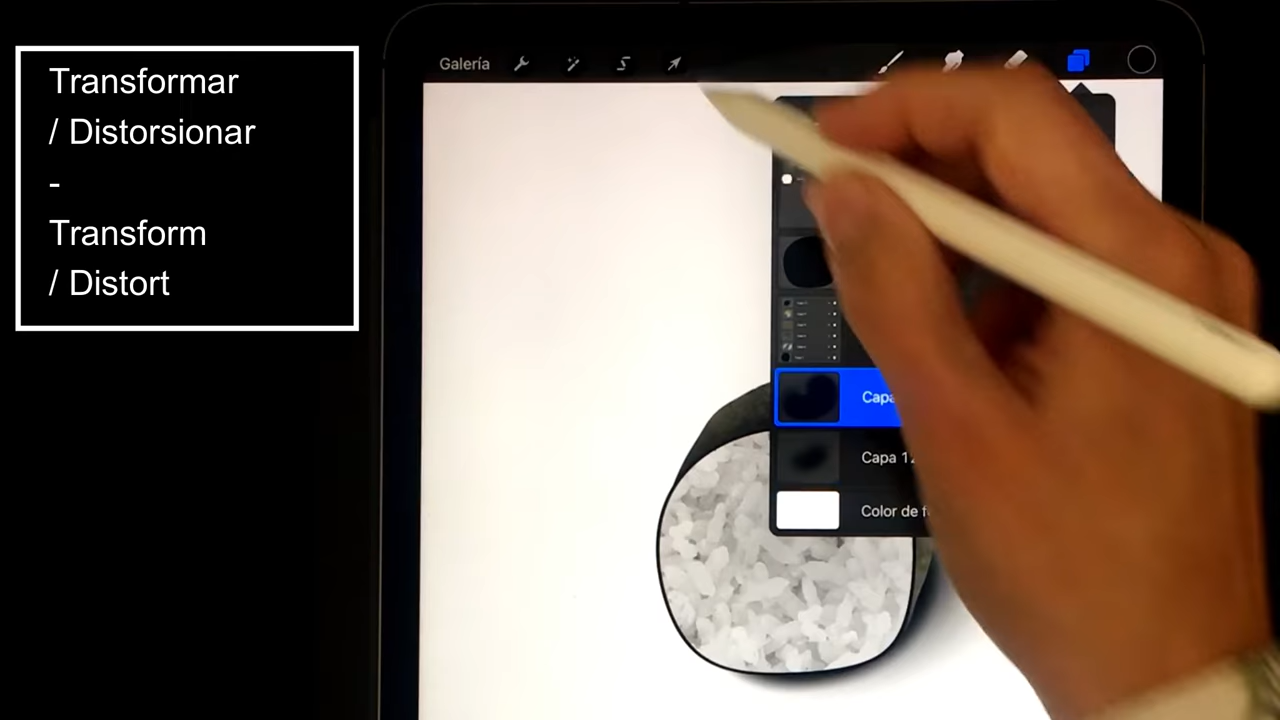 Transformar
/ Distorsionar
-
Transform
/ Distort
Galería
Capa
Capa 12
Color de